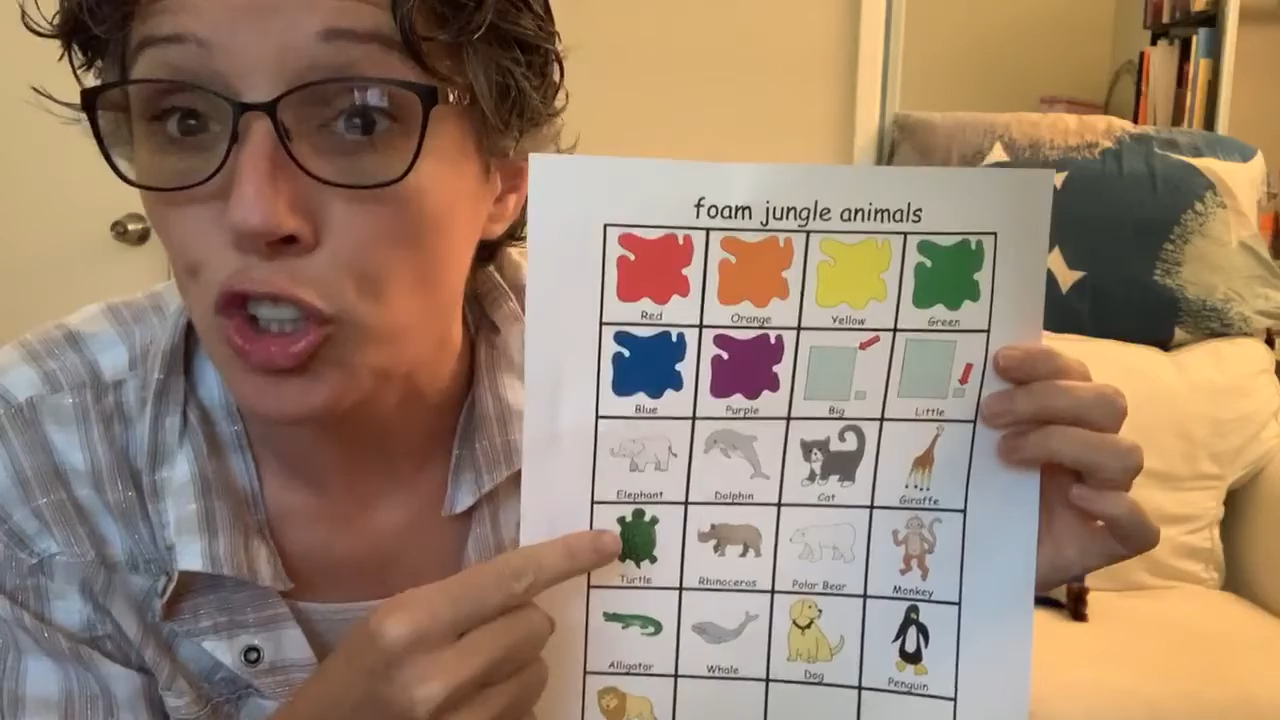 foam jungle animals
Red Orange Yellow Green
Blue Purple Big Little
Elephant Dolphin Cat Giraffe
Turtle Rhinoceros Polar Bear Monkey
Alligator Whale Dog Penguin